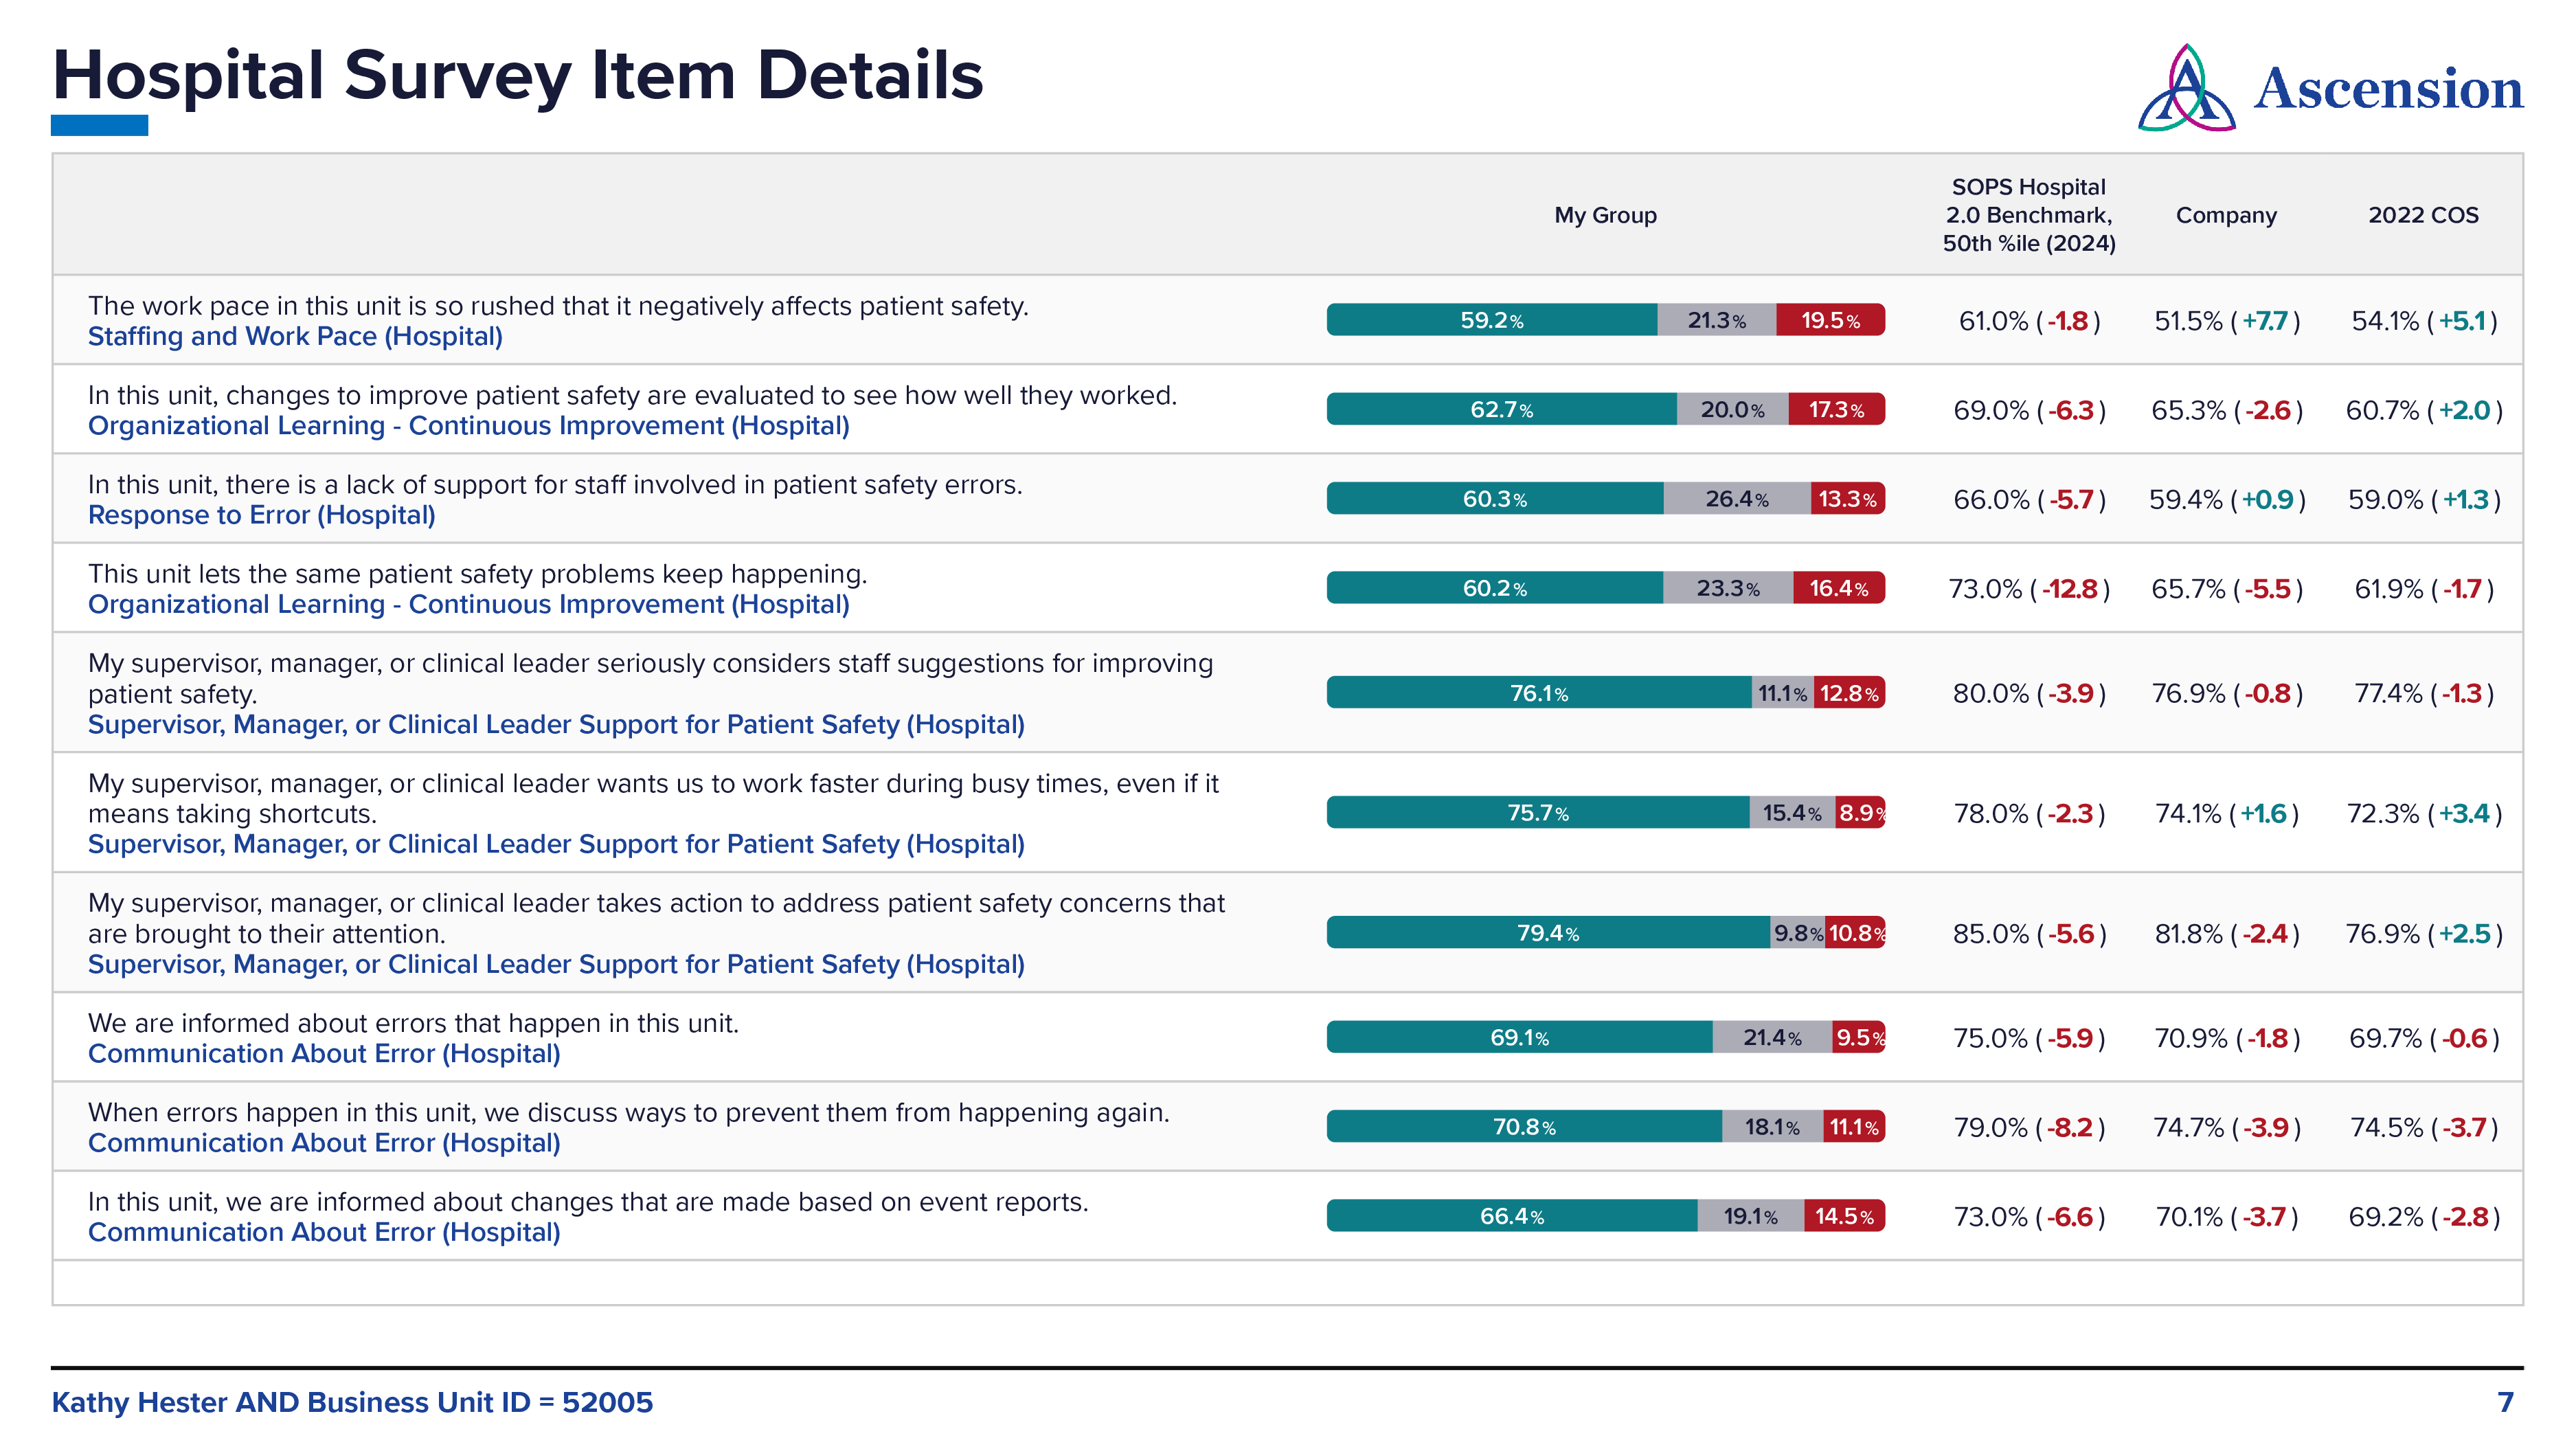 Hospital Survey Item Details
Ascension
My Group
SOPS Hospital
2.0 Benchmark,
50th %ile (2024)
Company
2022 COS
The work pace in this unit is so rushed that it negatively affects patient safety.
Staffing and Work Pace (Hospital)
59.2% 21.3% 19.5% 61.0% ( -1.8 ) 51.5% ( +7.7 ) 54.1% ( +5.1 )
In this unit, changes to improve patient safety are evaluated to see how well they worked.
Organizational Learning - Continuous Improvement (Hospital)
62.7% 20.0% 17.3% 69.0% ( -6.3 ) 65.3% ( -2.6 ) 60.7% ( +2.0 )
In this unit, there is a lack of support for staff involved in patient safety errors.
Response to Error (Hospital)
60.3% 26.4% 13.3% 66.0% ( -5.7 ) 59.4% ( +0.9 ) 59.0% ( +1.3 )
This unit lets the same patient safety problems keep happening.
Organizational Learning - Continuous Improvement (Hospital)
60.2% 23.3% 16.4% 73.0% ( -12.8 ) 65.7% ( -5.5 ) 61.9% ( -1.7 )
My supervisor, manager, or clinical leader seriously considers staff suggestions for improving
patient safety.
Supervisor, Manager, or Clinical Leader Support for Patient Safety (Hospital)
76.1% 11.1% 12.8% 80.0% ( -3.9 ) 76.9% ( -0.8 ) 77.4% ( -1.3 )
My supervisor, manager, or clinical leader wants us to work faster during busy times, even if it
means taking shortcuts.
Supervisor, Manager, or Clinical Leader Support for Patient Safety (Hospital)
75.7% 15.4% 8.9% 78.0% ( -2.3 ) 74.1% ( +1.6 ) 72.3% ( +3.4 )
My supervisor, manager, or clinical leader takes action to address patient safety concerns that
are brought to their attention.
Supervisor, Manager, or Clinical Leader Support for Patient Safety (Hospital)
79.4% 9.8% 10.8% 85.0% ( -5.6 ) 81.8% ( -2.4 ) 76.9% ( +2.5 )
We are informed about errors that happen in this unit.
Communication About Error (Hospital)
69.1% 21.4% 9.5% 75.0% ( -5.9 ) 70.9% ( -1.8 ) 69.7% ( -0.6 )
When errors happen in this unit, we discuss ways to prevent them from happening again.
Communication About Error (Hospital)
70.8% 18.1% 11.1% 79.0% ( -8.2 ) 74.7% ( -3.9 ) 74.5% ( -3.7 )
In this unit, we are informed about changes that are made based on event reports.
Communication About Error (Hospital)
66.4% 19.1% 14.5% 73.0% ( -6.6 ) 70.1% ( -3.7 ) 69.2% ( -2.8 )
Kathy Hester AND Business Unit ID = 52005
7